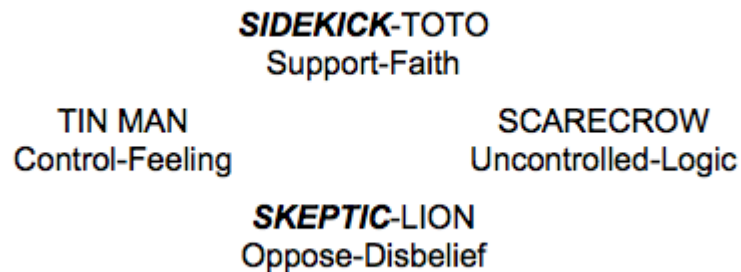 SIDEKICK-TOTO
Support-Faith
TIN MAN
Control-Feeling
SCARECROW
Uncontrolled-Logic
SKEPTIC-LION
Oppose-Disbelief